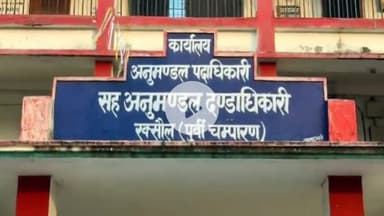 कार्यालय
अनुमण्डल पदाधिकारी
सह अनुमण्डल दण्डाधिकारी
रक्सौल (पूर्वी चम्पारण)